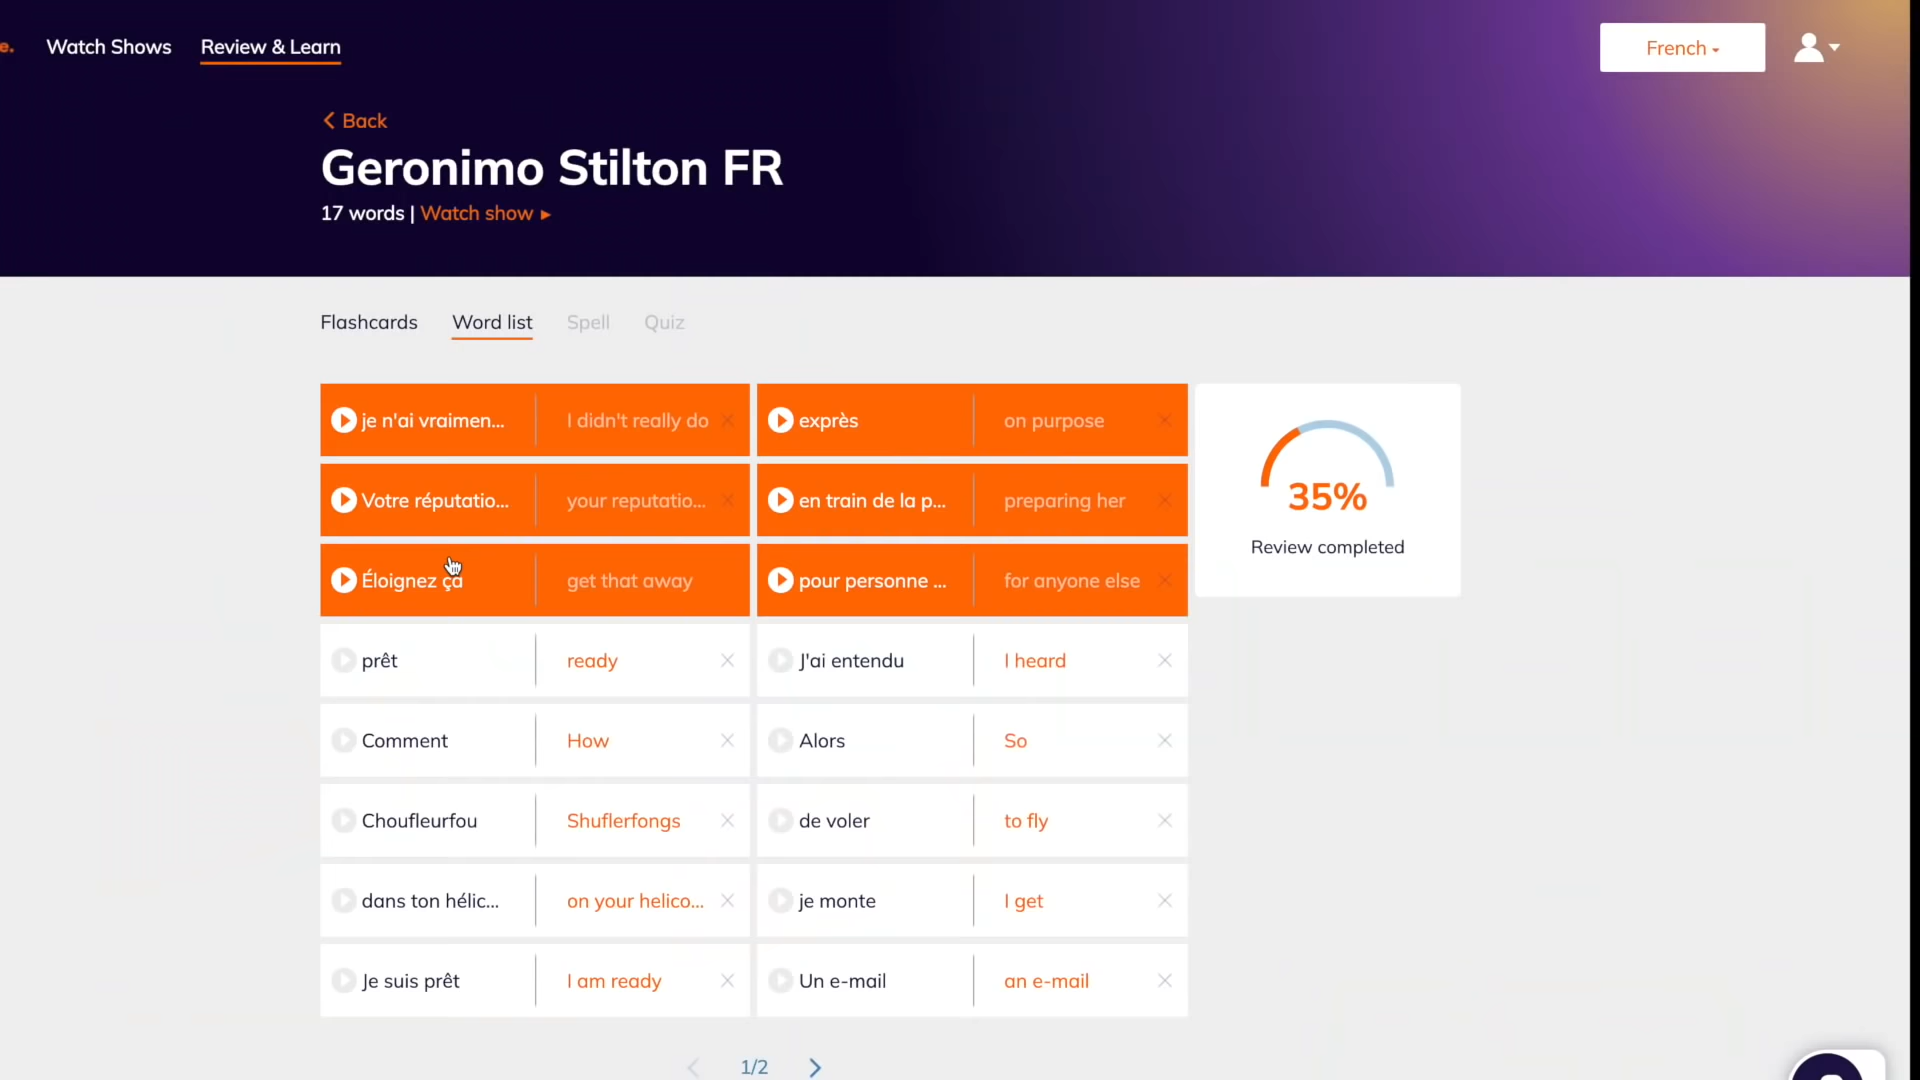 e.
Watch Shows
Review & Learn
French
Back
Geronimo Stilton FR
17 words | Watch show
Flashcards
Word list
Spell
Quiz
je n'ai vraimen...
I didn't really do
exprès
on purpose
Votre réputatio...
your reputatio...
en train de la p...
preparing her
Éloignez ça
get that away
pour personne ...
for anyone else
prêt
ready
J'ai entendu
I heard
Comment
How
Alors
So
Choufleurfou
Shuflerfongs
de voler
to fly
dans ton hélic...
on your helico...
je monte
I get
Je suis prêt
I am ready
Un e-mail
an e-mail
35%
Review completed
1/2